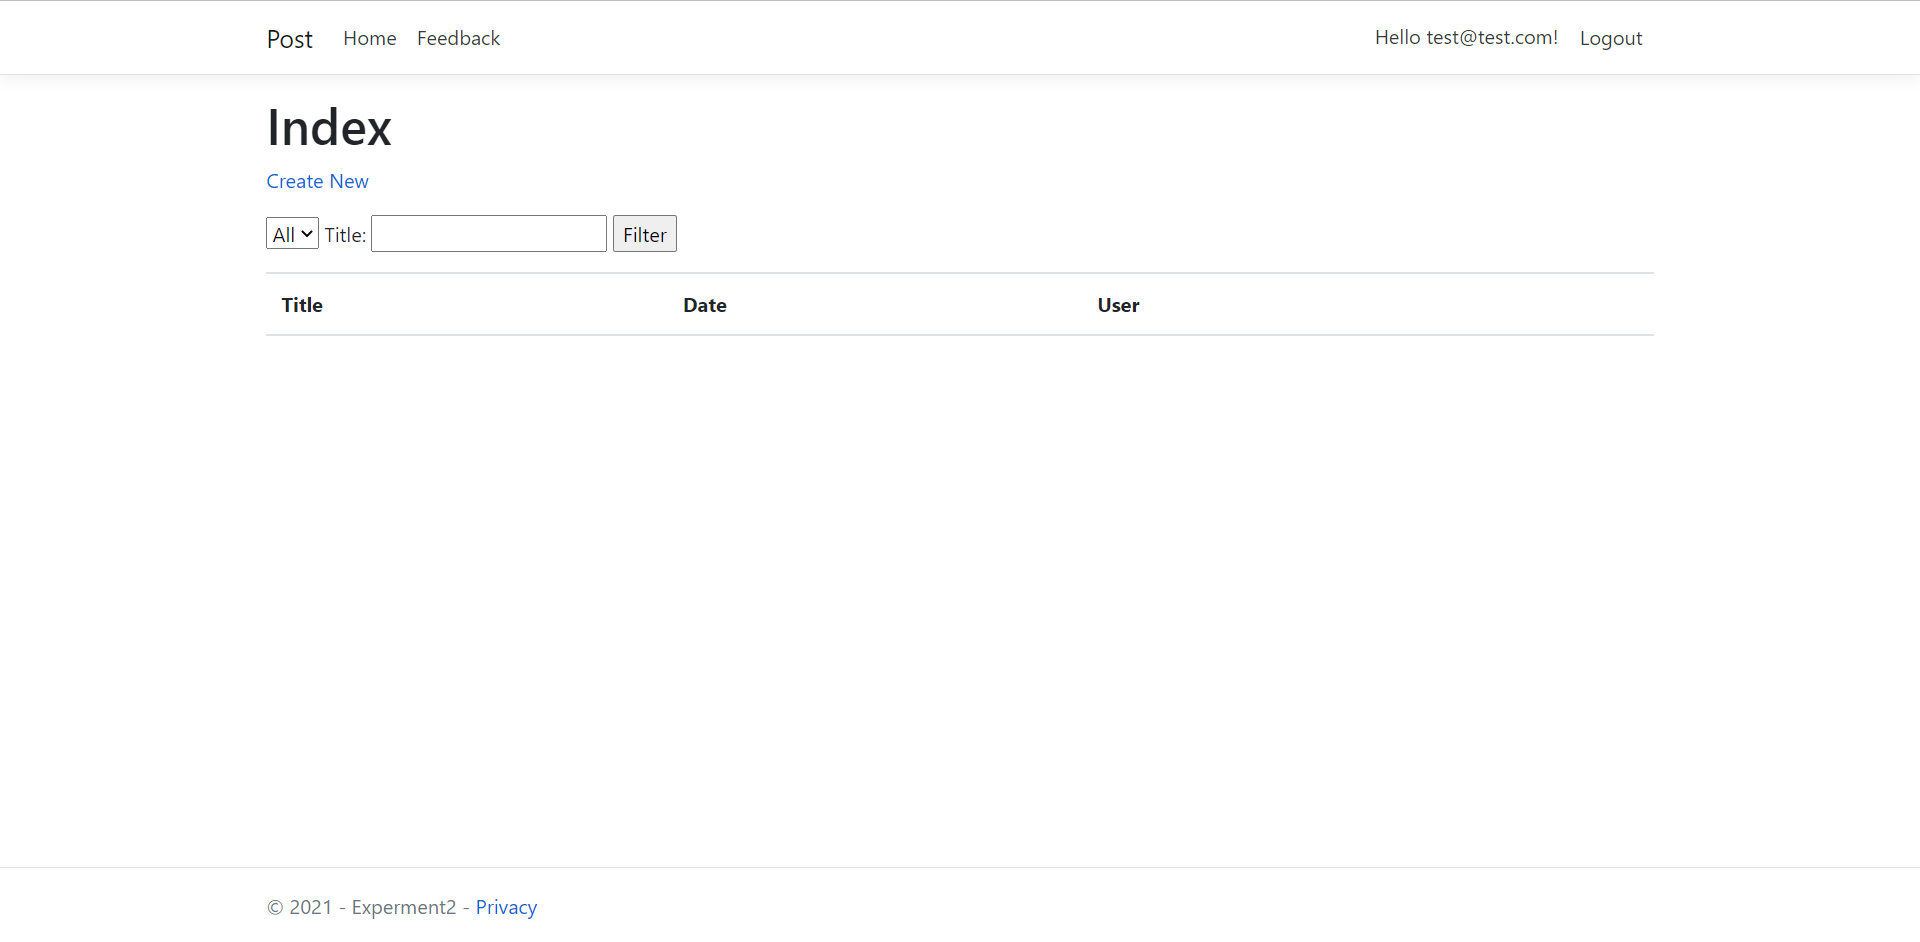 Post Home Feedback Hello test@test.com! Logout
Index
Create New
All Title: Filter
Title Date User
© 2021 - Experment2 - Privacy